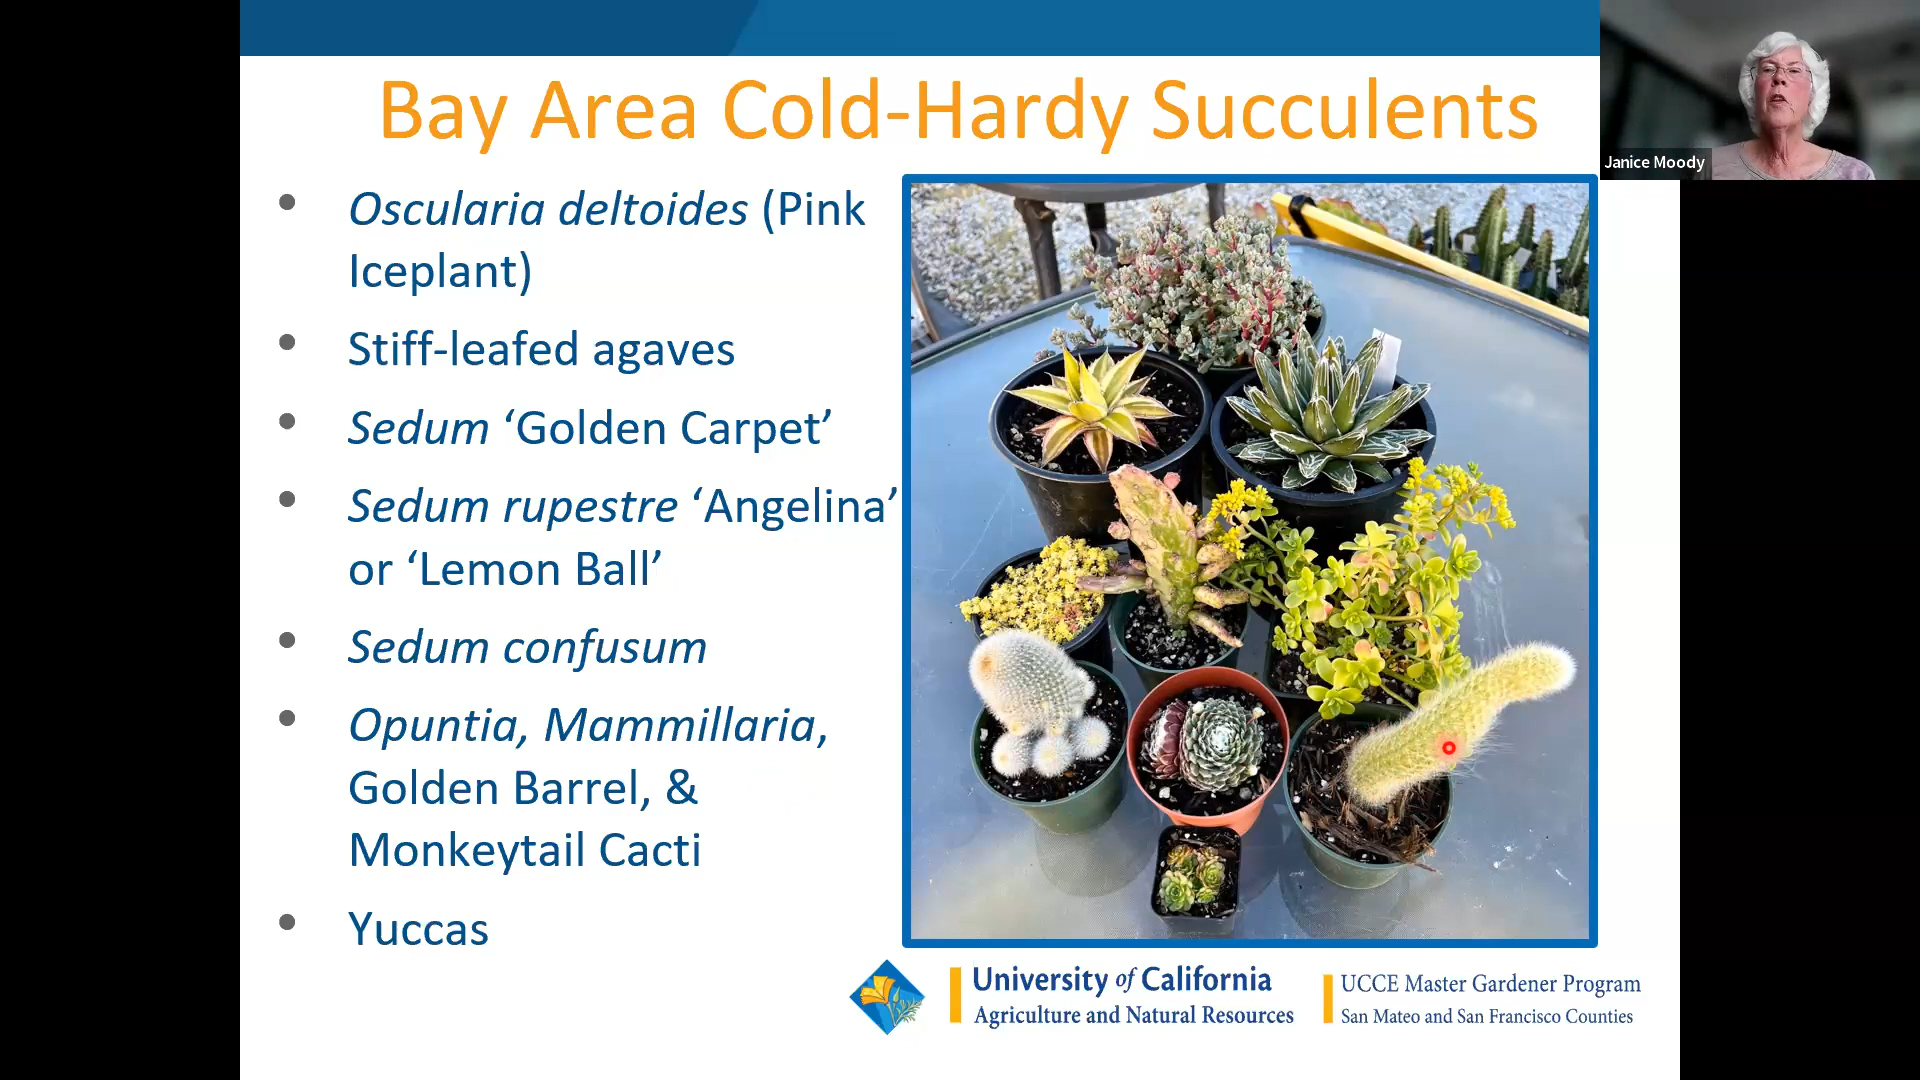 Bay Area Cold-Hardy Succulents
Janice Moody
• Oscularia deltoides (Pink
Iceplant)
• Stiff-leafed agaves
• Sedum ‘Golden Carpet’
• Sedum rupestre ‘Angelina’
or ‘Lemon Ball’
• Sedum confusum
• Opuntia, Mammillaria,
Golden Barrel, &
Monkeytail Cacti
• Yuccas
University of California
Agriculture and Natural Resources
UCCE Master Gardener Program
San Mateo and San Francisco Counties